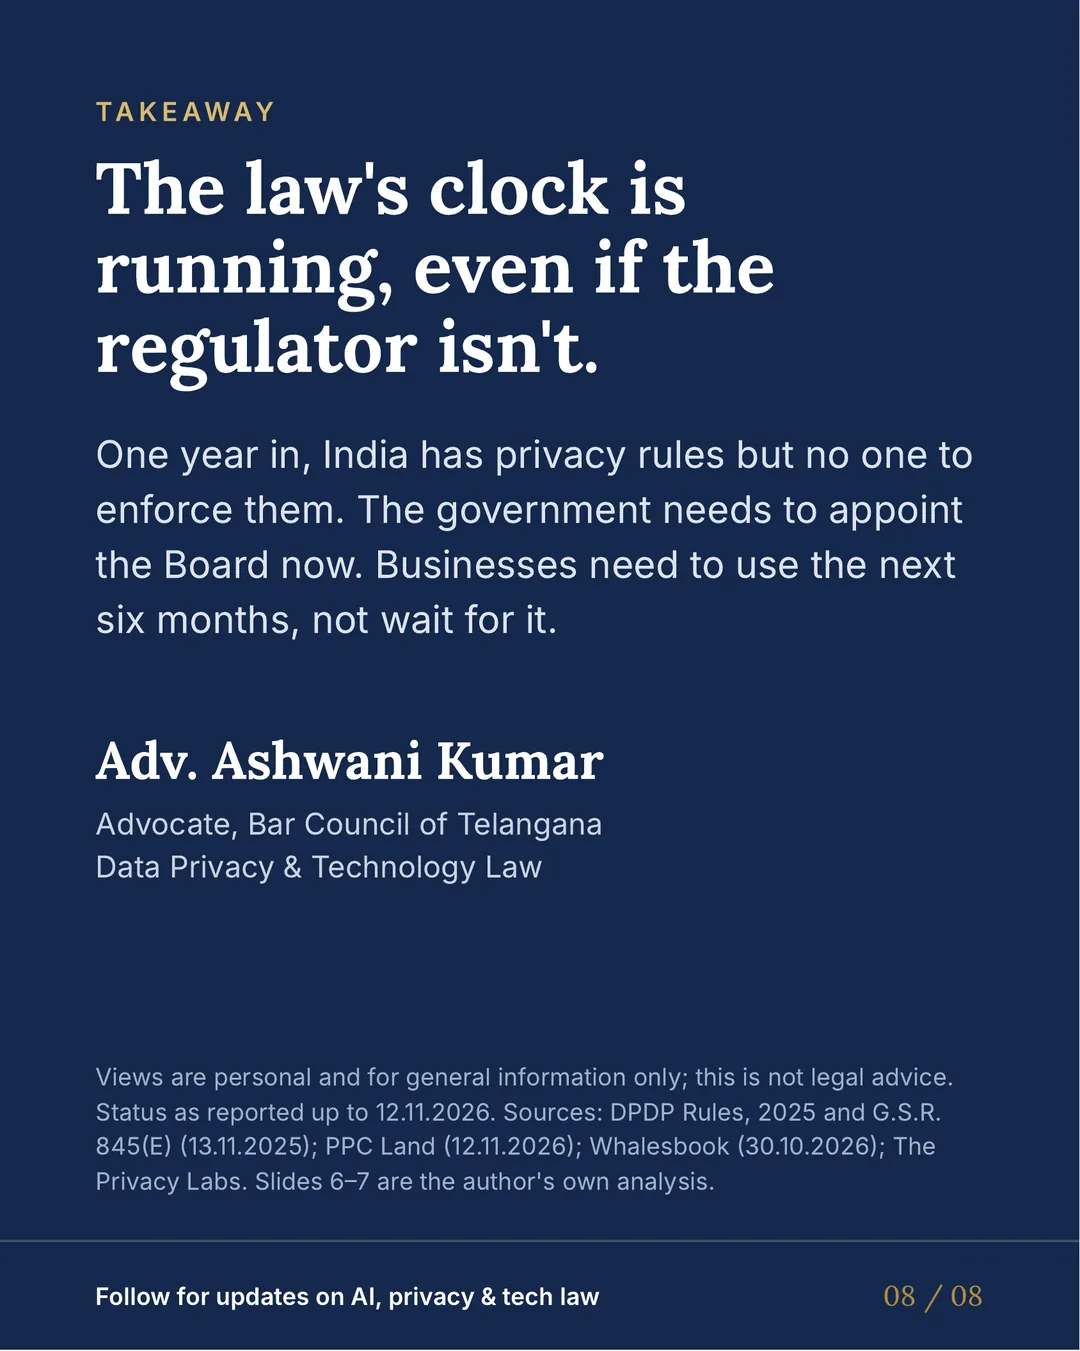 TAKEAWAY
The law's clock is
running, even if the
regulator isn't.
One year in, India has privacy rules but no one to
enforce them. The government needs to appoint
the Board now. Businesses need to use the next
six months, not wait for it.
Adv. Ashwani Kumar
Advocate, Bar Council of Telangana
Data Privacy & Technology Law
Views are personal and for general information only; this is not legal advice.
Status as reported up to 12.11.2026. Sources: DPDP Rules, 2025 and G.S.R.
845(E) (13.11.2025); PPC Land (12.11.2026); Whalesbook (30.10.2026); The
Privacy Labs. Slides 6–7 are the author's own analysis.
Follow for updates on AI, privacy & tech law
08 / 08